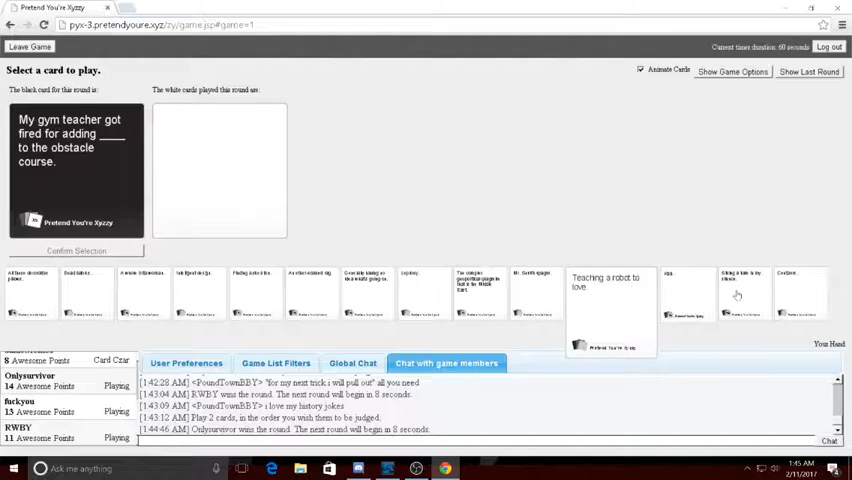 Pretend You're Xyzzy
pyx-3.pretendyoure.xyz/zy/game.jsp#game=1
Leave Game
Current timer duration: 60 seconds
Log out
Select a card to play.
Animate Cards
Show Game Options
Show Last Round
The black card for this round is:
The white cards played this round are:
My gym teacher got
fired for adding ____
to the obstacle
course.
Pretend You're Xyzzy
Confirm Selection
Dead babies.
Teaching a robot to
love.
Pretend You're Xyzzy
Your Hand
8 Awesome Points
Card Czar
Onlysurvivor
14 Awesome Points
Playing
fuckyou
13 Awesome Points
Playing
RWBY
11 Awesome Points
Playing
User Preferences
Game List Filters
Global Chat
Chat with game members
[1:42:28 AM] <PoundTownBBY> "for my next trick i will pull out" all you need
[1:43:04 AM] RWBY wins the round. The next round will begin in 8 seconds.
[1:43:09 AM] <PoundTownBBY> i love my history jokes
[1:43:12 AM] Play 2 cards, in the order you wish them to be judged.
[1:44:46 AM] Onlysurvivor wins the round. The next round will begin in 8 seconds.
Chat
Ask me anything
1:45 AM
2/11/2017